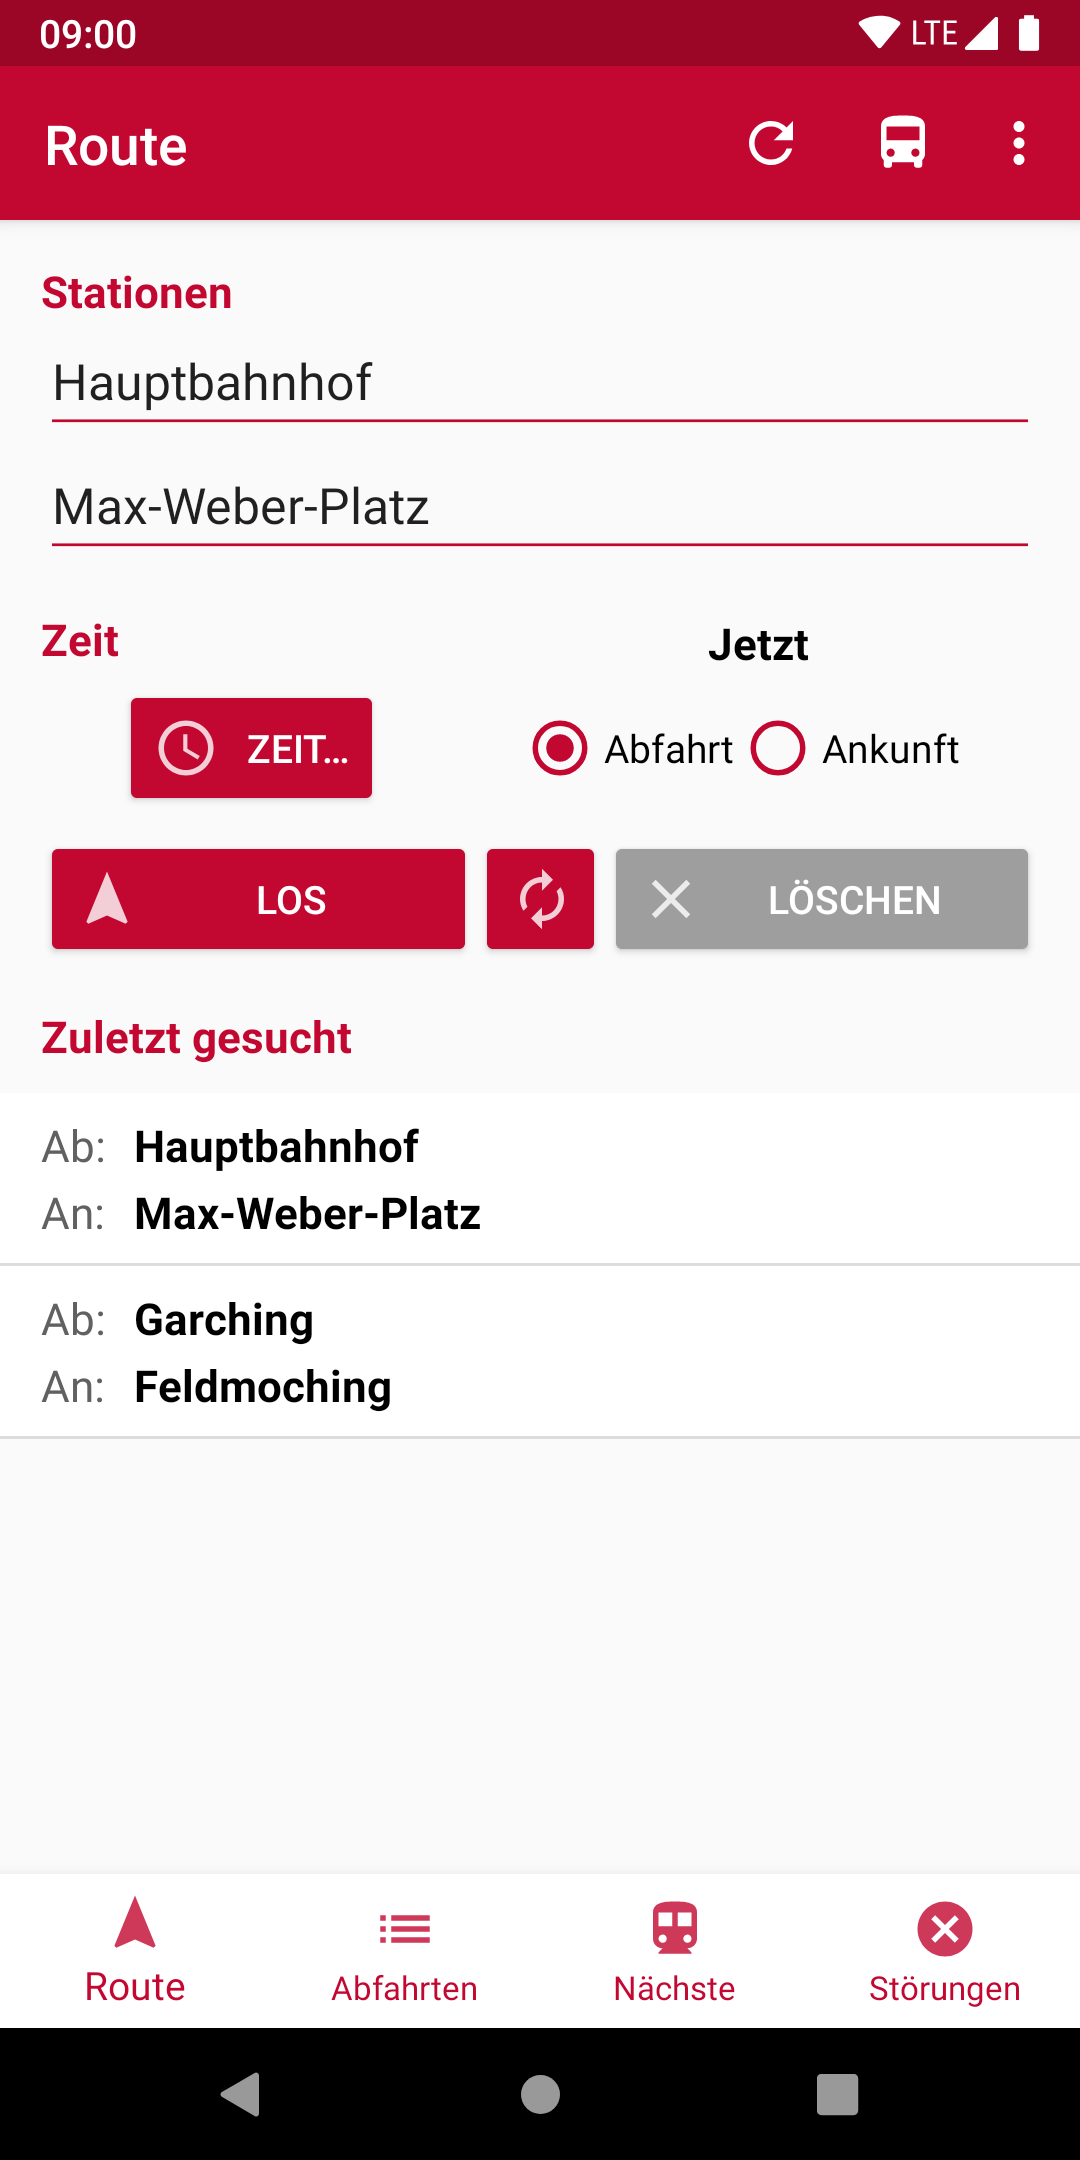 09:00 LTE
Route
Stationen
Hauptbahnhof
Max-Weber-Platz
Zeit Jetzt
ZEIT... Abfahrt Ankunft
LOS LÖSCHEN
Zuletzt gesucht
Ab: Hauptbahnhof
An: Max-Weber-Platz
Ab: Garching
An: Feldmoching
Route Abfahrten Nächste Störungen